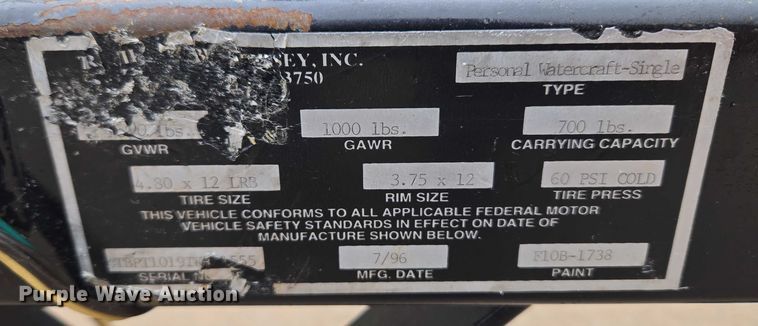 SEY, INC.
3750
Personal Watercraft-Single
TYPE
lbs.
1000 lbs.
700 lbs.
GVWR
GAWR
CARRYING CAPACITY
4.80 x 12 LRB
3.75 x 12
60 PSI COLD
TIRE SIZE
RIM SIZE
TIRE PRESS
THIS VEHICLE CONFORMS TO ALL APPLICABLE FEDERAL MOTOR
VEHICLE SAFETY STANDARDS IN EFFECT ON DATE OF
MANUFACTURE SHOWN BELOW.
7/96
F10B-1738
SERIAL
MFG. DATE
PAINT
Purple Wave Auction